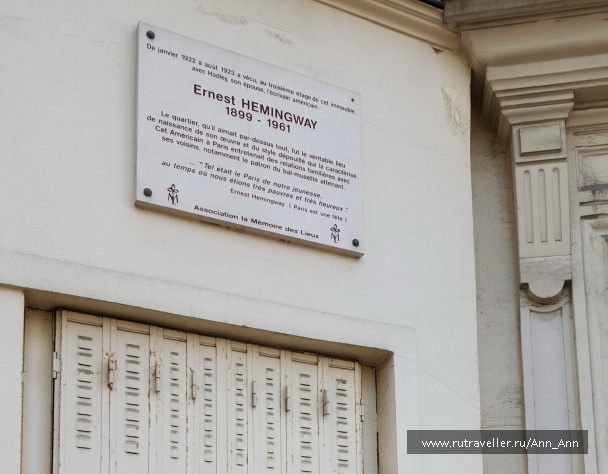 De janvier 1922 à août 1923 a vécu, au troisième étage de cet immeuble,
avec Hadley, son épouse, l'écrivain américain
Ernest HEMINGWAY
1899 - 1961
Le quartier, qu'il aimait par-dessus tout, fut le véritable lieu
de naissance de son œuvre et du style dépouillé qui la caractérise.
Cet Américain à Paris entretenait des relations familières avec
ses voisins, notamment le patron du bal-musette attenant.
... "Tel était le Paris de notre jeunesse,
au temps où nous étions très pauvres et très heureux"
Ernest Hemingway (Paris est une fête)
Association la Mémoire des Lieux
www.rutraveller.ru/Ann_Ann